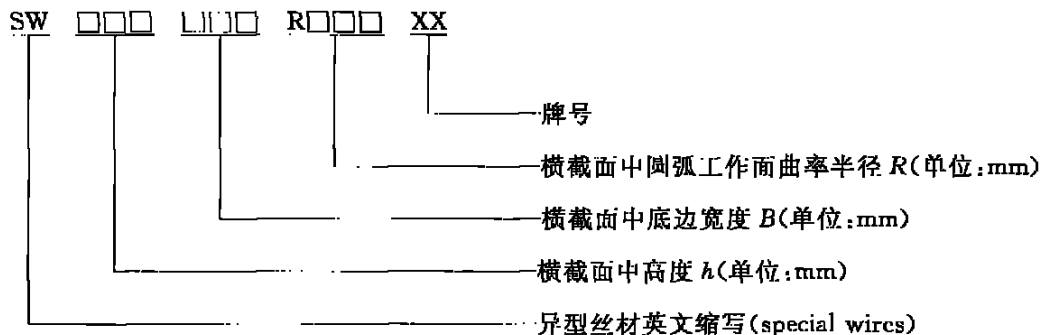 SW □□□ □□□ R□□□ XX
牌号
横截面中圆弧工作面曲率半径 R(单位:mm)
横截面中底边宽度 B(单位:mm)
横截面中高度 h(单位:mm)
异型丝材英文缩写(special wircs)